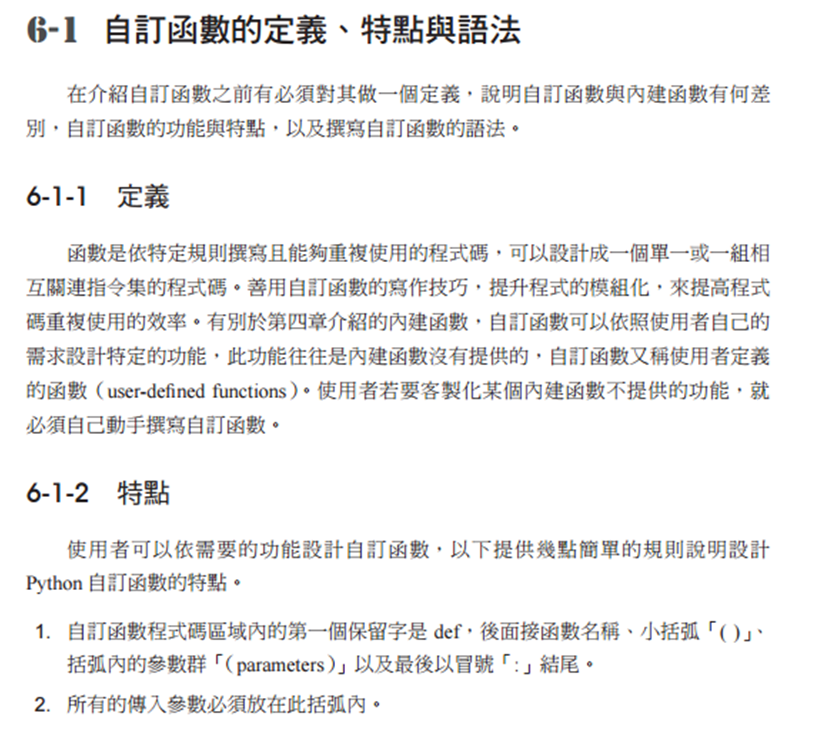 6-1 自訂函數的定義、特點與語法
在介紹自訂函數之前有必須對其做一個定義，說明自訂函數與內建函數有何差
別，自訂函數的功能與特點，以及撰寫自訂函數的語法。
6-1-1 定義
函數是依特定規則撰寫且能夠重複使用的程式碼，可以設計成一個單一或一組相
互關連指令集的程式碼。善用自訂函數的寫作技巧，提升程式的模組化，來提高程式
碼重複使用的效率。有別於第四章介紹的內建函數，自訂函數可以依照使用者自己的
需求設計特定的功能，此功能往往是內建函數沒有提供的，自訂函數又稱使用者定義
的函數（user-defined functions）。使用者若要客製化某個內建函數不提供的功能，就
必須自己動手撰寫自訂函數。
6-1-2 特點
使用者可以依需要的功能設計自訂函數，以下提供幾點簡單的規則說明設計
Python 自訂函數的特點。
1. 自訂函數程式碼區域內的第一個保留字是 def，後面接函數名稱、小括弧「( )」、
括弧內的參數群「（parameters）」以及最後以冒號「:」結尾。
2. 所有的傳入參數必須放在此括弧內。